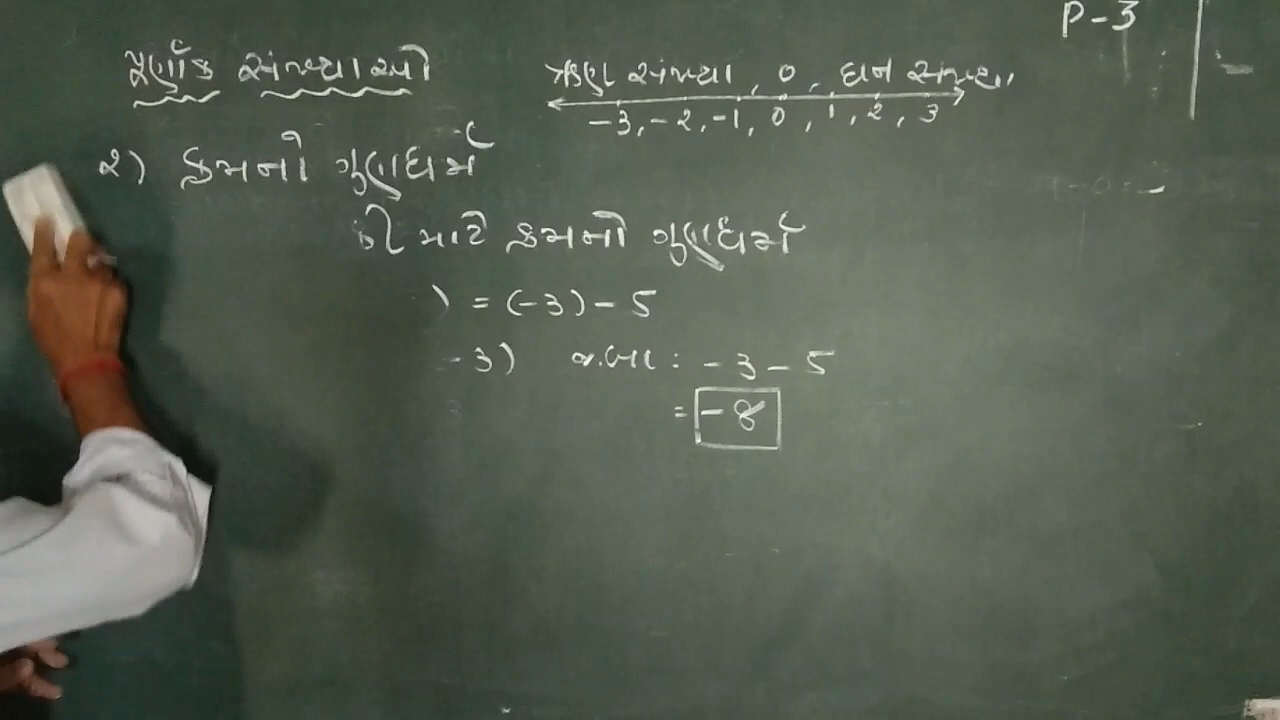 P-3
પૂર્ણાંક સંખ્યાઓ
ઋણ સંખ્યા, 0, ધન સંખ્યા
-3, -2, -1, 0, 1, 2, 3
૨) ક્રમનો ગુણધર્મ
માટે ક્રમનો ગુણધર્મ
) = (-3) - 5
-3) જ.બા : -3 - 5
= -8